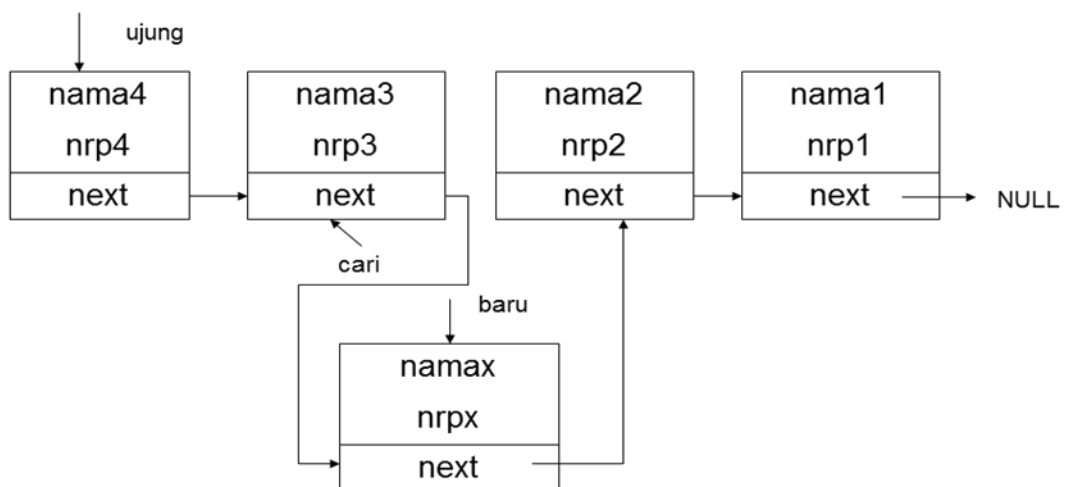 ujung
nama4
nrp4
next
nama3
nrp3
next
nama2
nrp2
next
nama1
nrp1
next
NULL
cari
baru
namax
nrpx
next